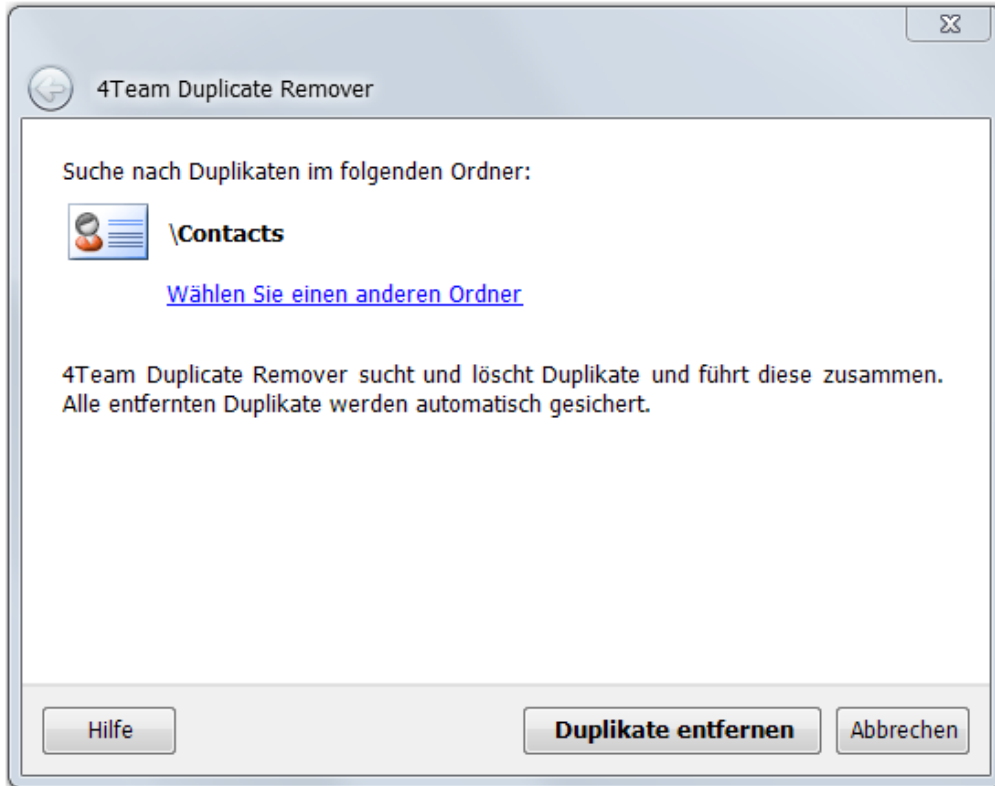 4Team Duplicate Remover
Suche nach Duplikaten im folgenden Ordner:
\Contacts
Wählen Sie einen anderen Ordner
4Team Duplicate Remover sucht und löscht Duplikate und führt diese zusammen.
Alle entfernten Duplikate werden automatisch gesichert.
Hilfe
Duplikate entfernen
Abbrechen